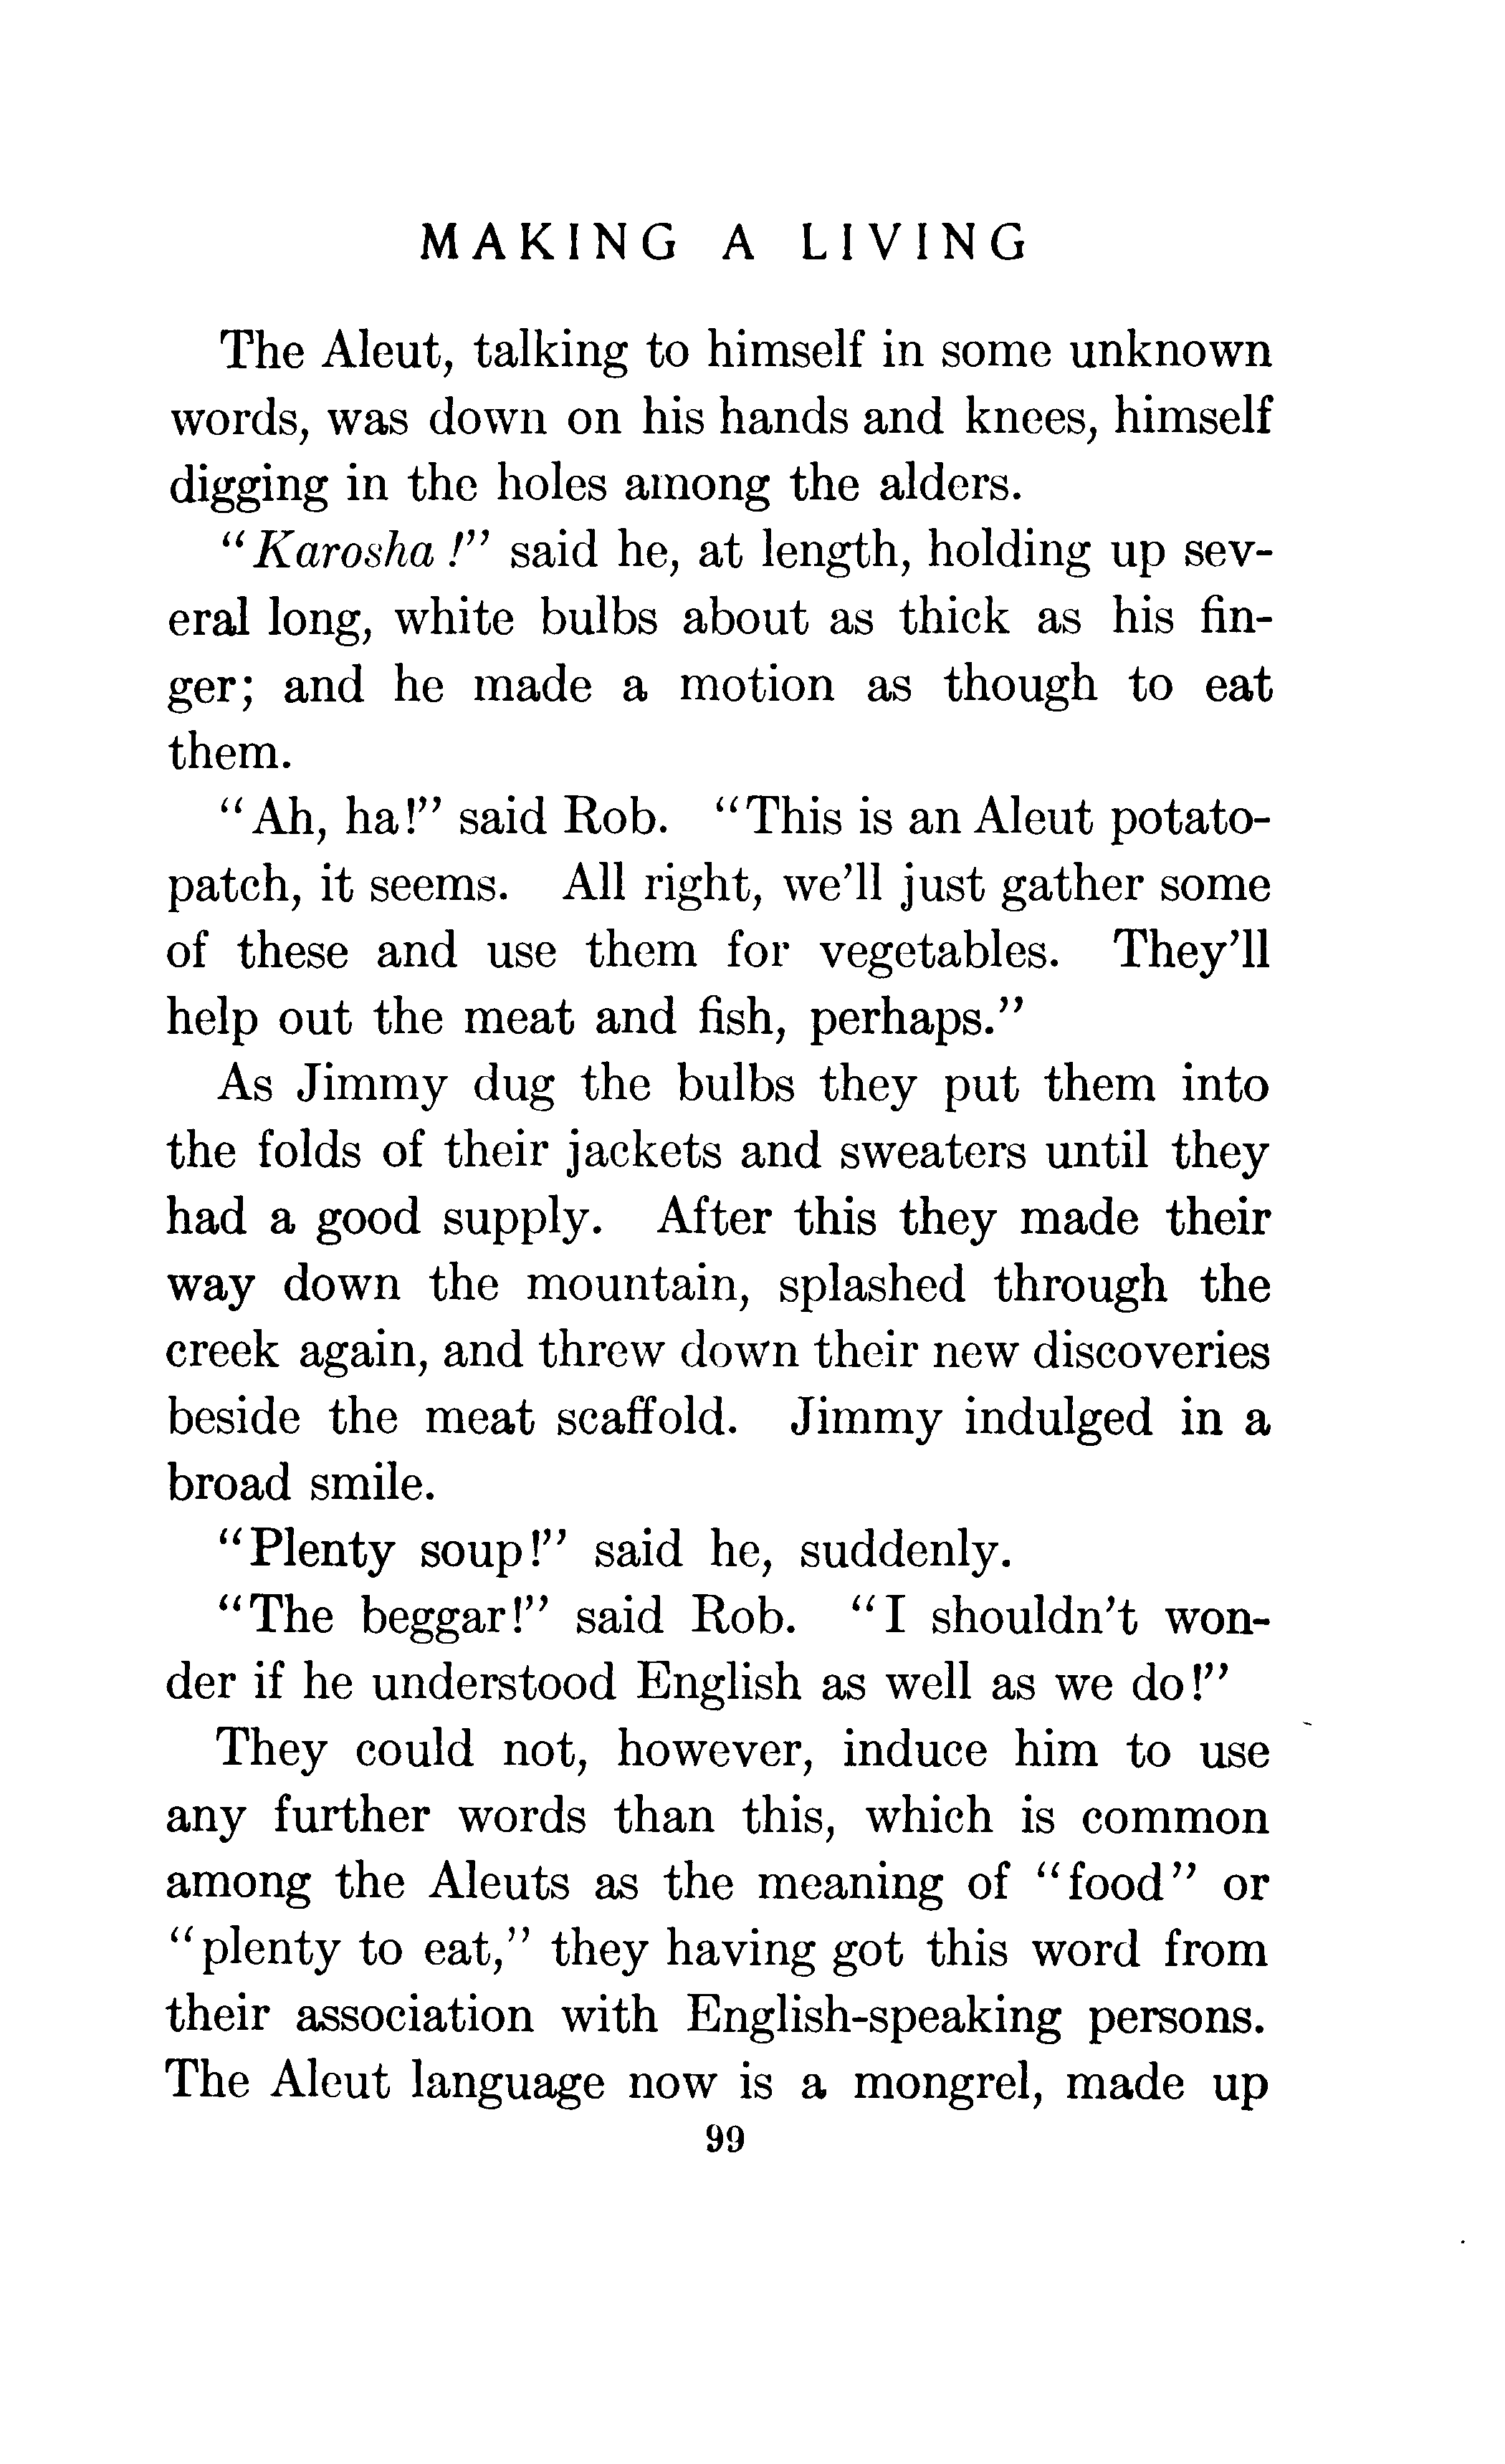 MAKING A LIVING
The Aleut, talking to himself in some unknown
words, was down on his hands and knees, himself
digging in the holes among the alders.
"Karosha!" said he, at length, holding up sev-
eral long, white bulbs about as thick as his fin-
ger; and he made a motion as though to eat
them.
"Ah, ha!" said Rob. "This is an Aleut potato-
patch, it seems. All right, we'll just gather some
of these and use them for vegetables. They'll
help out the meat and fish, perhaps."
As Jimmy dug the bulbs they put them into
the folds of their jackets and sweaters until they
had a good supply. After this they made their
way down the mountain, splashed through the
creek again, and threw down their new discoveries
beside the meat scaffold. Jimmy indulged in a
broad smile.
"Plenty soup!" said he, suddenly.
"The beggar!" said Rob. "I shouldn't won-
der if he understood English as well as we do!"
They could not, however, induce him to use
any further words than this, which is common
among the Aleuts as the meaning of "food" or
"plenty to eat," they having got this word from
their association with English-speaking persons.
The Aleut language now is a mongrel, made up
99